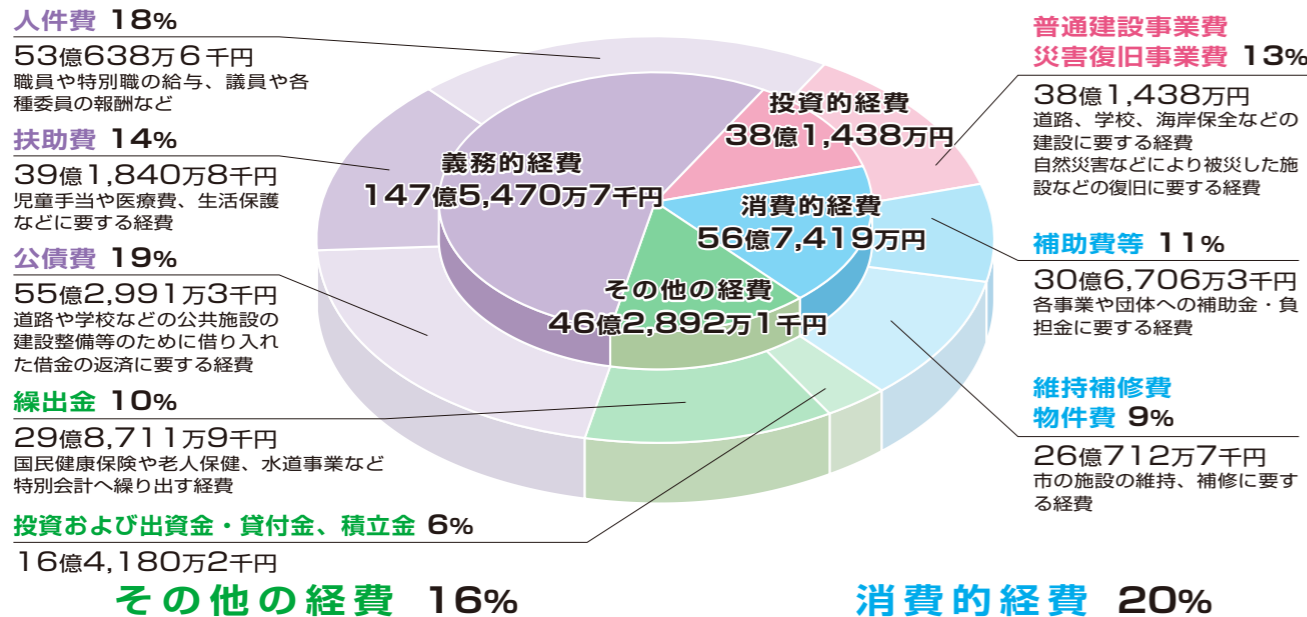 人件費 18%
53億638万6千円
職員や特別職の給与、議員や各
種委員の報酬など
扶助費 14%
39億1,840万8千円
児童手当や医療費、生活保護
などに要する経費
公債費 19%
55億2,991万3千円
道路や学校などの公共施設の
建設整備等のために借り入れ
た借金の返済に要する経費
繰出金 10%
29億8,711万9千円
国民健康保険や老人保健、水道事業など
特別会計へ繰り出す経費
投資および出資金・貸付金、積立金 6%
16億4,180万2千円
その他の経費 16%
義務的経費
147億5,470万7千円
投資的経費
38億1,438万円
消費的経費
56億7,419万円
その他の経費
46億2,892万1千円
普通建設事業費
災害復旧事業費 13%
38億1,438万円
道路、学校、海岸保全などの
建設に要する経費
自然災害などにより被災した施
設などの復旧に要する経費
補助費等 11%
30億6,706万3千円
各事業や団体への補助金・負
担金に要する経費
維持補修費
物件費 9%
26億712万7千円
市の施設の維持、補修に要す
る経費
消費的経費 20%